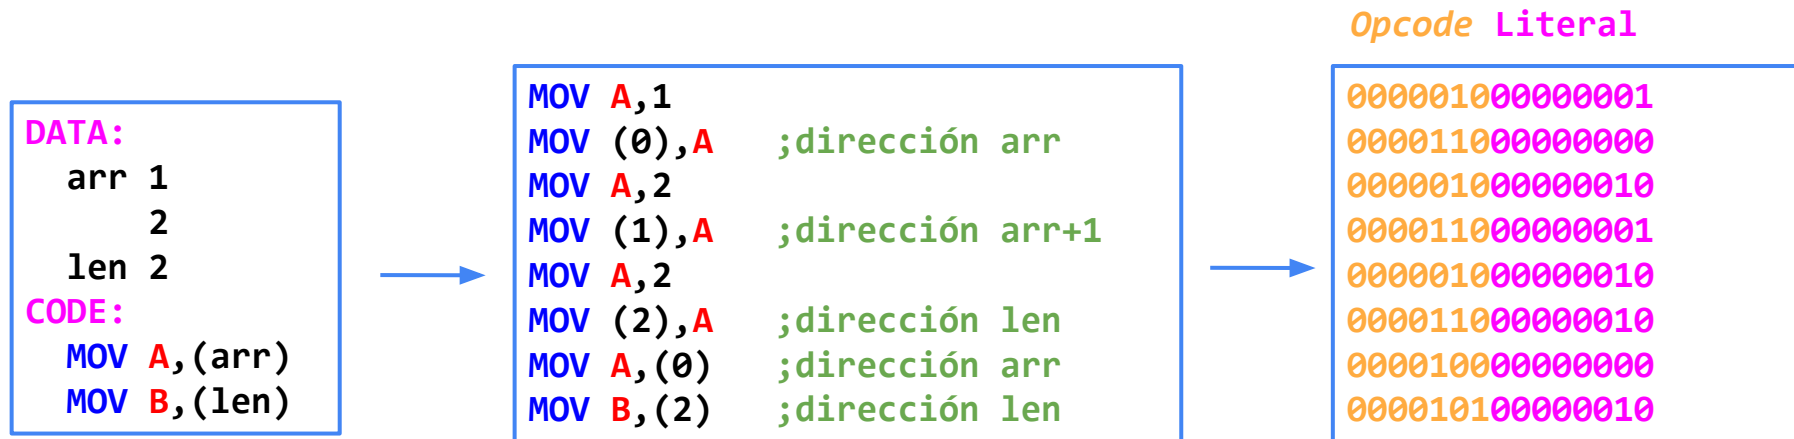 Opcode Literal
DATA:
arr 1
2
len 2
CODE:
MOV A,(arr)
MOV B,(len)
MOV A,1
MOV (0),A ;dirección arr
MOV A,2
MOV (1),A ;dirección arr+1
MOV A,2
MOV (2),A ;dirección len
MOV A,(0) ;dirección arr
MOV B,(2) ;dirección len
000001000000001
000011000000000
000001000000010
000011000000001
000001000000010
000011000000010
000010000000000
000010100000010